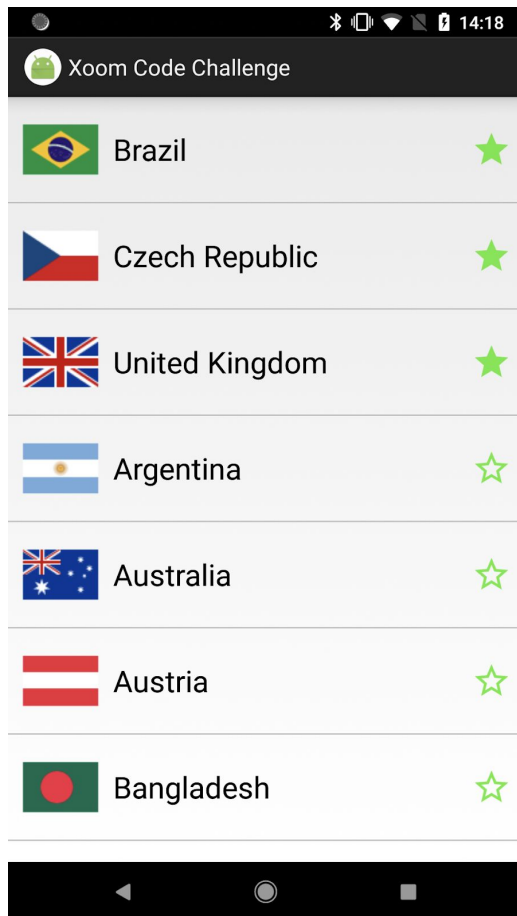 14:18
Xoom Code Challenge
Brazil
Czech Republic
United Kingdom
Argentina
Australia
Austria
Bangladesh